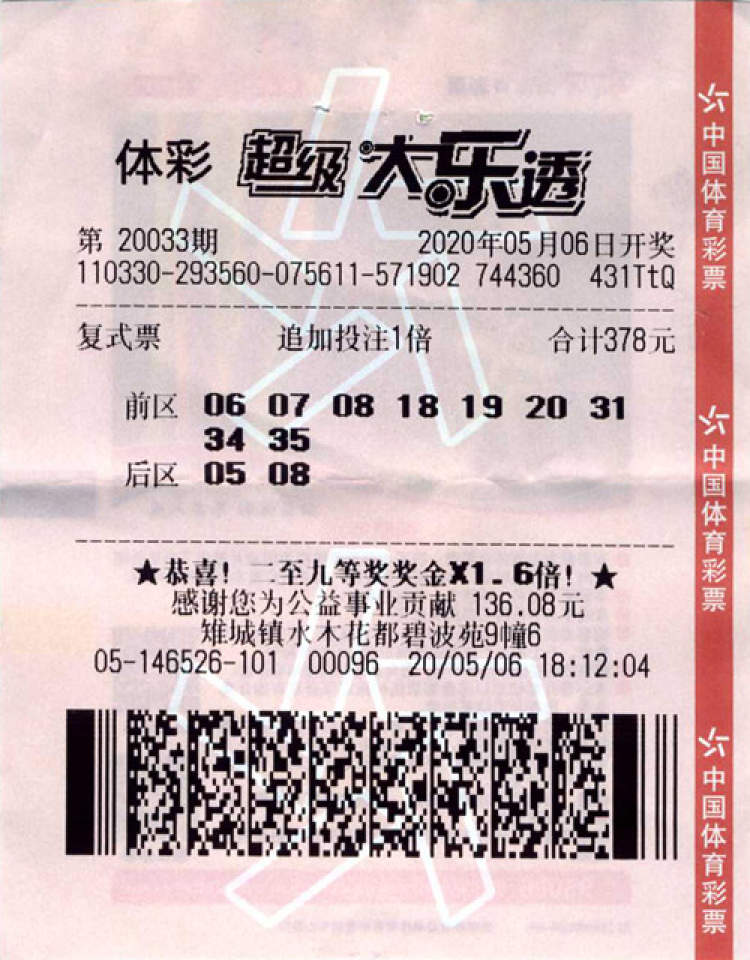 体彩 超级大乐透
第 20033期 2020年05月06日开奖
110330-293560-075611-571902 744360 431TtQ
复式票 追加投注1倍 合计378元
前区 06 07 08 18 19 20 31
34 35
后区 05 08
★恭喜! 二至九等奖奖金X1.6倍! ★
感谢您为公益事业贡献 136.08元
雉城镇水木花都碧波苑9幢6
05-146526-101 00096 20/05/06 18:12:04
中国体育彩票
中国体育彩票
中国体育彩票